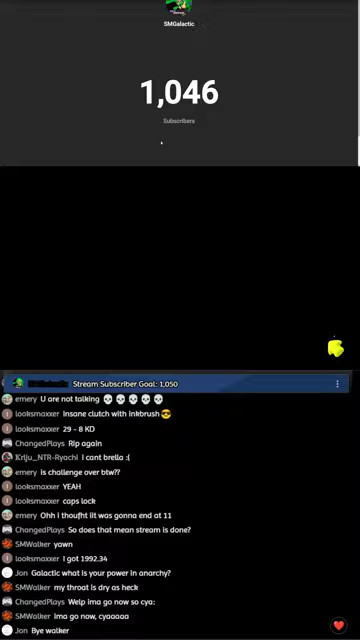 SMGalactic
1,046
Subscribers
Stream Subscriber Goal: 1,050
emery U are not talking 💀 💀 💀 💀 💀
looksmaxxer Insane clutch with inkbrush 😎
looksmaxxer 29 - 8 KD
ChangedPlays Rip again
Kriju_NTR-Ryachi I cant brella :(
emery is challenge over btw??
looksmaxxer YEAH
looksmaxxer caps lock
emery Ohh i thoufht iit was gonna end at 11
ChangedPlays So does that mean stream is done?
SMWalker yawn
looksmaxxer I got 1992.34
Jon Galactic what is your power in anarchy?
SMWalker my throat is dry as heck
ChangedPlays Welp ima go now so cya:
SMWalker Ima go now, cyaaaaa
Jon Bye walker